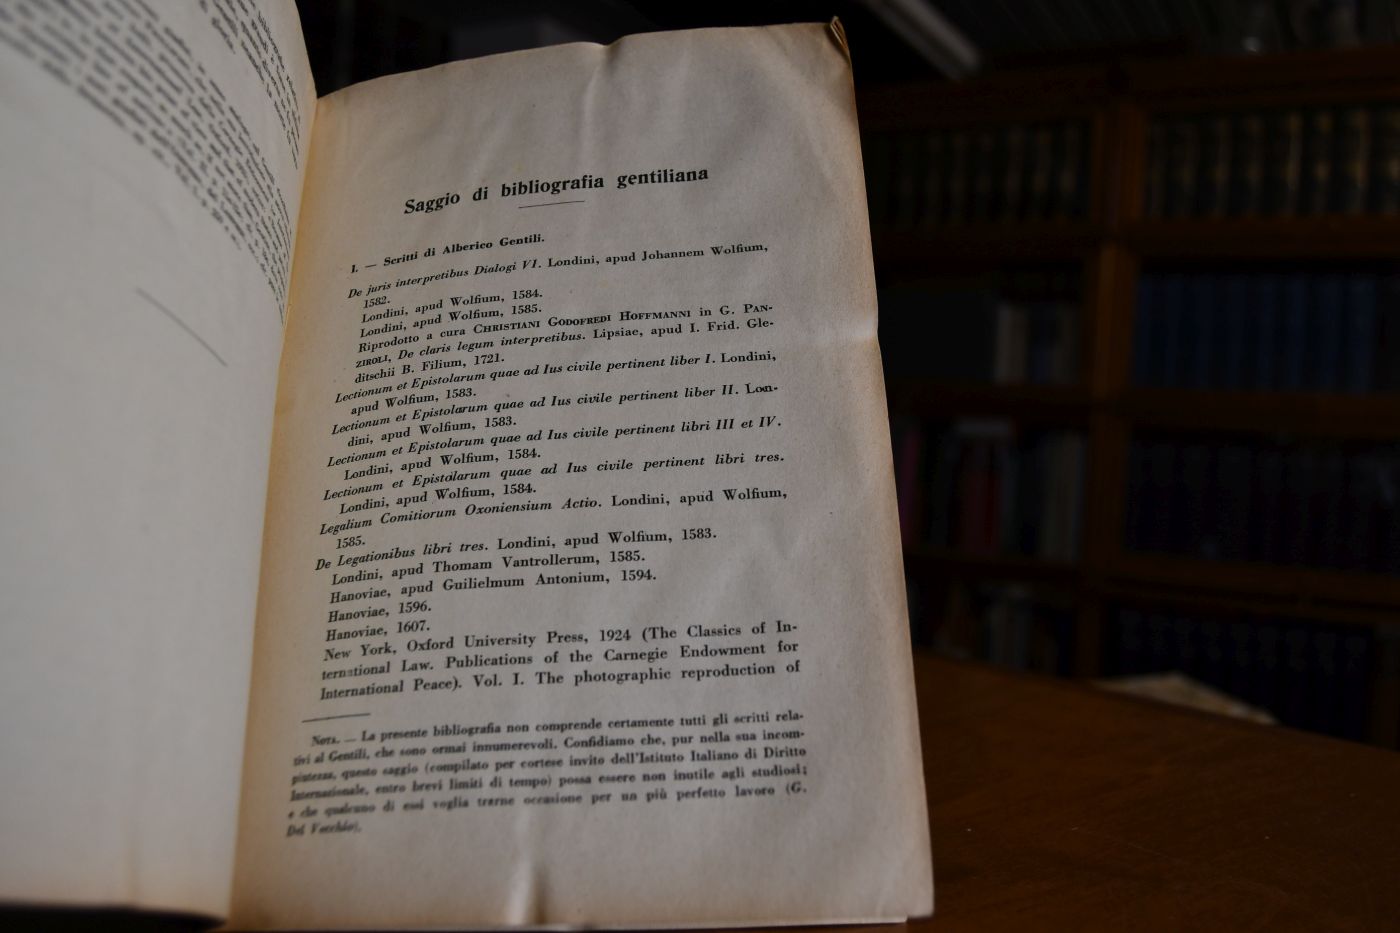 Saggio di bibliografia gentiliana
I. — Scritti di Alberico Gentili.
De juris interpretibus Dialogi VI. Londini, apud Johannem Wolfium,
1582.
Londini, apud Wolfium, 1584.
Londini, apud Wolfium, 1585.
Riprodotto a cura CHRISTIANI GODOFREDI HOFFMANNI in G. PAN-
ZIROLI, De claris legum interpretibus. Lipsiae, apud I. Frid. Gle-
ditschii B. Filium, 1721.
Lectionum et Epistolarum quae ad Ius civile pertinent liber I. Londini,
apud Wolfium, 1583.
Lectionum et Epistolarum quae ad Ius civile pertinent liber II. Lon-
dini, apud Wolfium, 1583.
Lectionum et Epistolarum quae ad Ius civile pertinent libri III et IV.
Londini, apud Wolfium, 1584.
Lectionum et Epistolarum quae ad Ius civile pertinent libri tres.
Londini, apud Wolfium, 1584.
Legalium Comitiorum Oxoniensium Actio. Londini, apud Wolfium,
1585.
De Legationibus libri tres. Londini, apud Wolfium, 1583.
Londini, apud Thomam Vantrollerum, 1585.
Hanoviae, apud Guilielmum Antonium, 1594.
Hanoviae, 1596.
Hanoviae, 1607.
New York, Oxford University Press, 1924 (The Classics of In-
ternational Law. Publications of the Carnegie Endowment for
International Peace). Vol. I. The photographic reproduction of
NOTA. — La presente bibliografia non comprende certamente tutti gli scritti rela-
tivi al Gentili, che sono ormai innumerevoli. Confidiamo che, pur nella sua incom-
piutezza, questo saggio (compilato per cortese invito dell'Istituto Italiano di Diritto
Internazionale, entro brevi limiti di tempo) possa essere non inutile agli studiosi;
e che qualcuno di essi voglia trarne occasione per un più perfetto lavoro (G.
Del Vecchio).